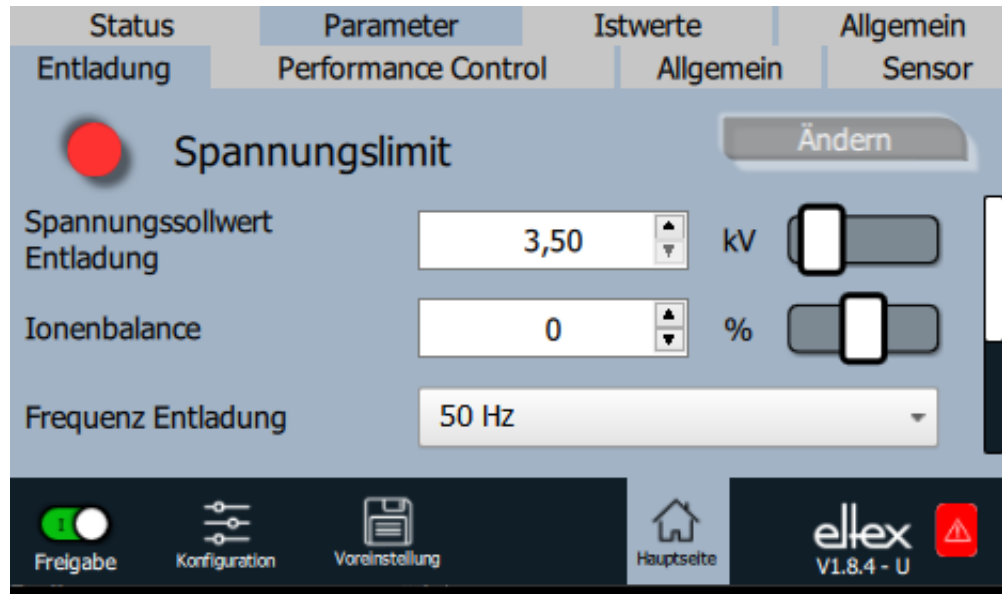 Status Parameter Istwerte Allgemein
Entladung Performance Control Allgemein Sensor
Spannungslimit Ändern
Spannungssollwert
Entladung
3,50 kV
Ionenbalance 0 %
Frequenz Entladung 50 Hz
I
Freigabe Konfiguration Voreinstellung Hauptseite
eltex
V1.8.4 - U